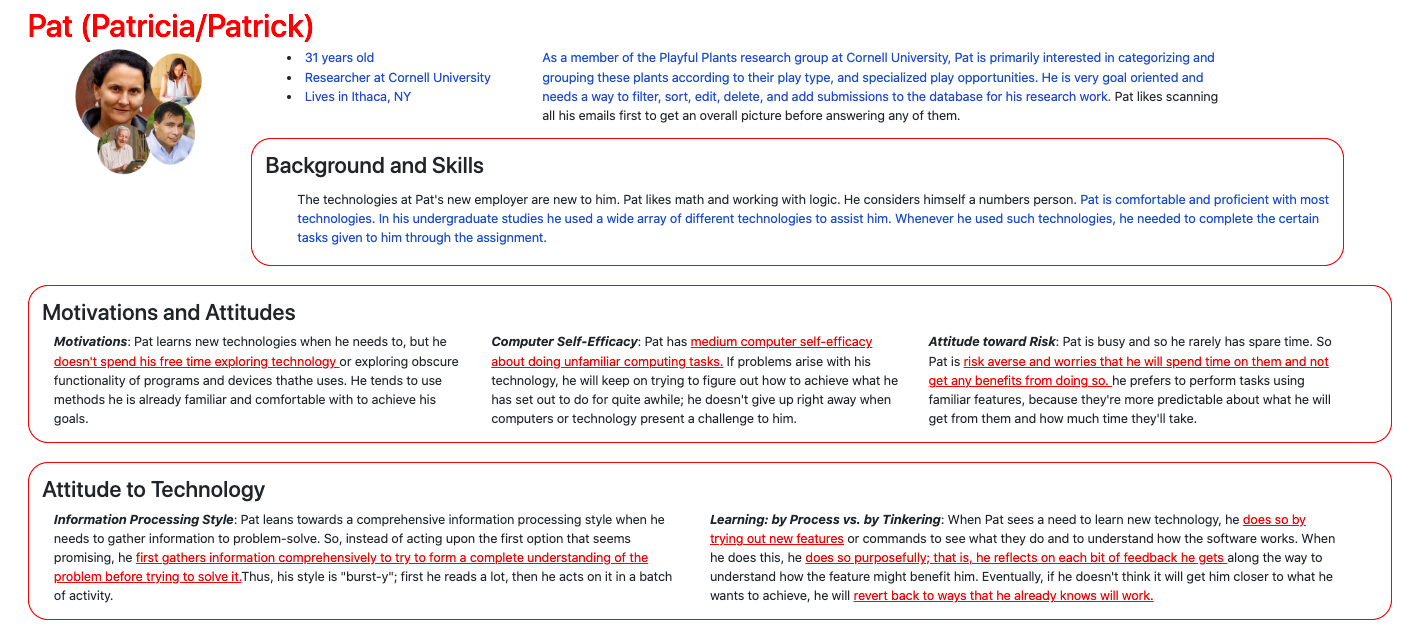 Pat (Patricia/Patrick)
• 31 years old
• Researcher at Cornell University
• Lives in Ithaca, NY
As a member of the Playful Plants research group at Cornell University, Pat is primarily interested in categorizing and
grouping these plants according to their play type, and specialized play opportunities. He is very goal oriented and
needs a way to filter, sort, edit, delete, and add submissions to the database for his research work. Pat likes scanning
all his emails first to get an overall picture before answering any of them.
Background and Skills
The technologies at Pat's new employer are new to him. Pat likes math and working with logic. He considers himself a numbers person. Pat is comfortable and proficient with most
technologies. In his undergraduate studies he used a wide array of different technologies to assist him. Whenever he used such technologies, he needed to complete the certain
tasks given to him through the assignment.
Motivations and Attitudes
Motivations: Pat learns new technologies when he needs to, but he
doesn't spend his free time exploring technology or exploring obscure
functionality of programs and devices thathe uses. He tends to use
methods he is already familiar and comfortable with to achieve his
goals.
Computer Self-Efficacy: Pat has medium computer self-efficacy
about doing unfamiliar computing tasks. If problems arise with his
technology, he will keep on trying to figure out how to achieve what he
has set out to do for quite awhile; he doesn't give up right away when
computers or technology present a challenge to him.
Attitude toward Risk: Pat is busy and so he rarely has spare time. So
Pat is risk averse and worries that he will spend time on them and not
get any benefits from doing so. he prefers to perform tasks using
familiar features, because they're more predictable about what he will
get from them and how much time they'll take.
Attitude to Technology
Information Processing Style: Pat leans towards a comprehensive information processing style when he
needs to gather information to problem-solve. So, instead of acting upon the first option that seems
promising, he first gathers information comprehensively to try to form a complete understanding of the
problem before trying to solve it.Thus, his style is "burst-y"; first he reads a lot, then he acts on it in a batch
of activity.
Learning: by Process vs. by Tinkering: When Pat sees a need to learn new technology, he does so by
trying out new features or commands to see what they do and to understand how the software works. When
he does this, he does so purposefully; that is, he reflects on each bit of feedback he gets along the way to
understand how the feature might benefit him. Eventually, if he doesn't think it will get him closer to what he
wants to achieve, he will revert back to ways that he already knows will work.